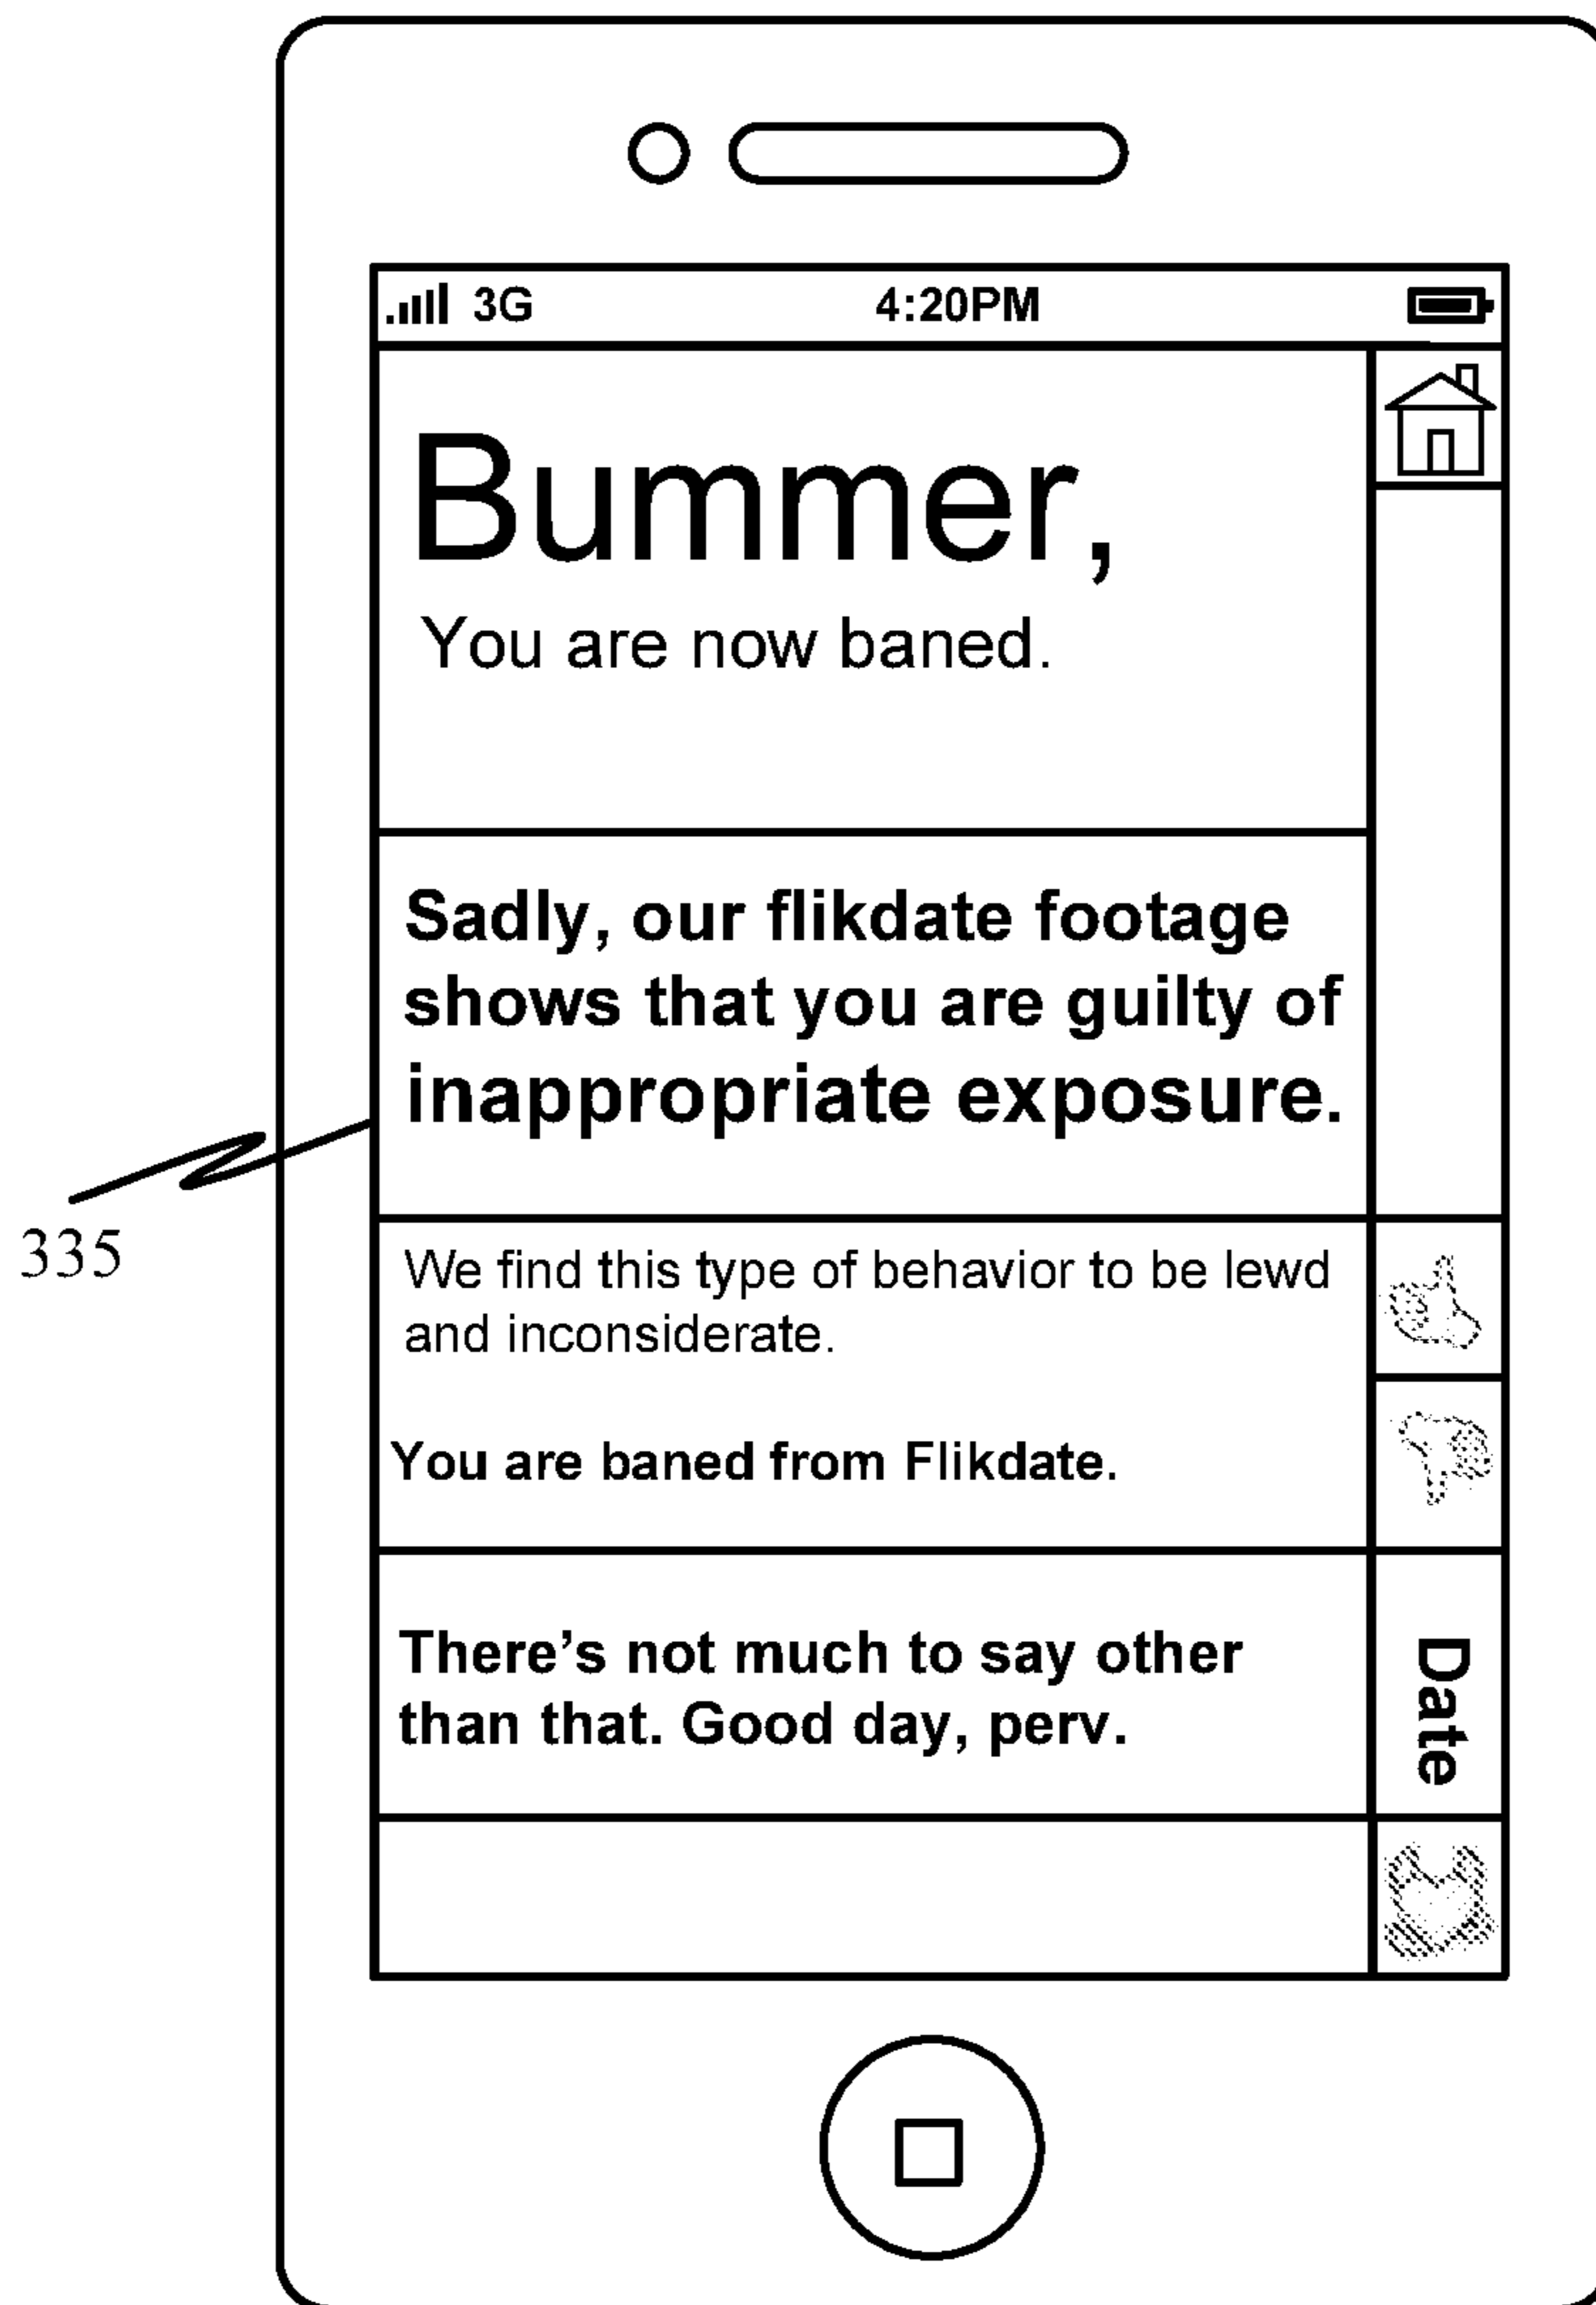 3G 4:20PM
Bummer,
You are now baned.
Sadly, our flikdate footage
shows that you are guilty of
inappropriate exposure.
335
We find this type of behavior to be lewd
and inconsiderate.
You are baned from Flikdate.
There’s not much to say other
than that. Good day, perv.
Date